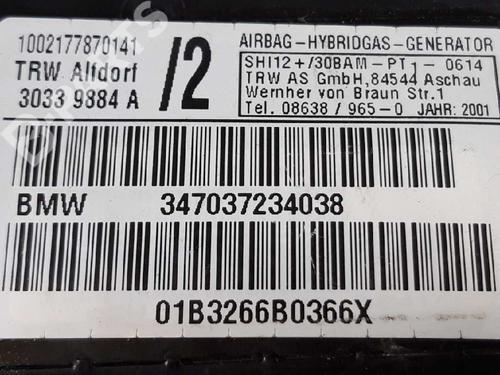 1002177870141
TRW Alfdorf
3033 9884 A
/2
AIRBAG-HYBRIDGAS-GENERATOR
SHI12+/30BAM-PT1-0614
TRW AS GmbH,84544 Aschau
Wernher von Braun Str.1
Tel. 08638/965-0 JAHR: 2001
BMW 347037234038
01B3266B0366X